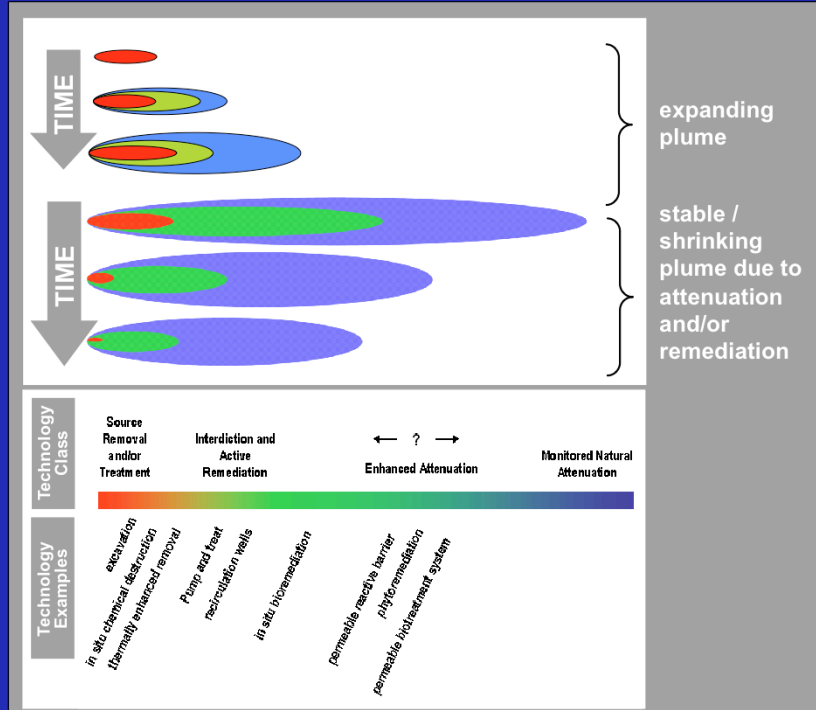 TIME
expanding
plume
TIME
stable /
shrinking
plume due to
attenuation
and/or
remediation
Technology
Class
Source
Removal
and/or
Treatment
Interdiction and
Active
Remediation
?
Enhanced Attenuation
Monitored Natural
Attenuation
Technology
Examples
excavation
in situ chemical destruction
thermally enhanced removal
Pump and treat
recirculation wells
in situ bioremediation
permeable reactive barrier
phytoremediation
permeable biotreatment system